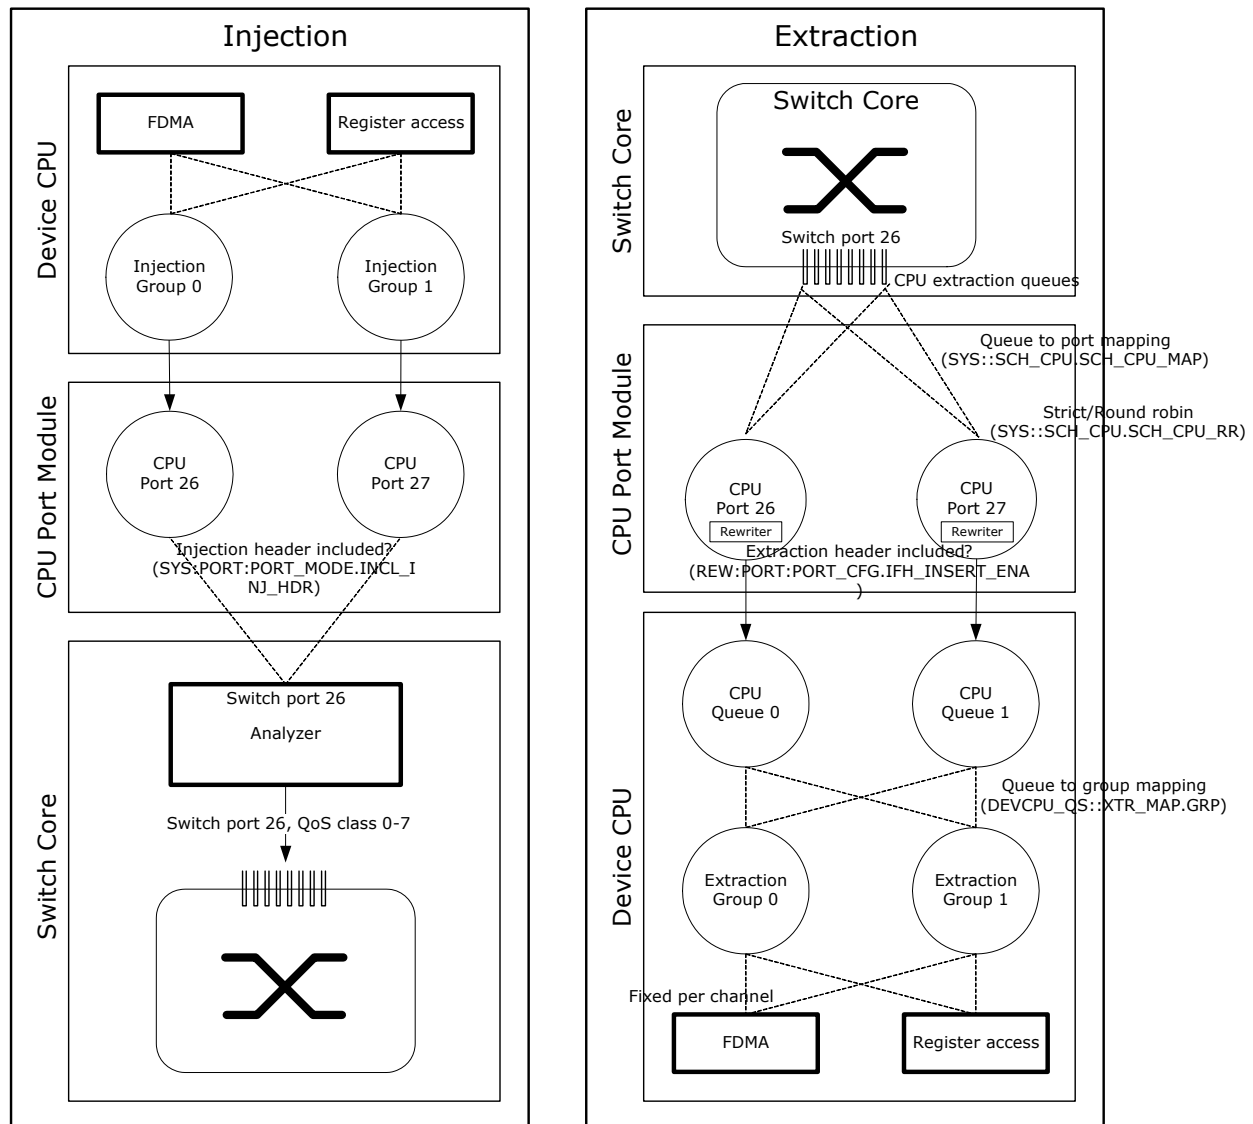 Injection
Device CPU
FDMA
Register access
Injection
Group 0
Injection
Group 1
CPU Port Module
CPU
Port 26
CPU
Port 27
Injection header included?
(SYS:PORT:PORT_MODE.INCL_I
NJ_HDR)
Switch Core
Switch port 26
Analyzer
Switch port 26, QoS class 0-7
Extraction
Switch Core
Switch Core
Switch port 26
CPU extraction queues
CPU Port Module
Queue to port mapping
(SYS::SCH_CPU.SCH_CPU_MAP)
Strict/Round robin
(SYS::SCH_CPU.SCH_CPU_RR)
CPU
Port 26
Rewriter
CPU
Port 27
Rewriter
Extraction header included?
(REW:PORT:PORT_CFG.IFH_INSERT_ENA
)
Device CPU
CPU
Queue 0
CPU
Queue 1
Queue to group mapping
(DEVCPU_QS::XTR_MAP.GRP)
Extraction
Group 0
Extraction
Group 1
Fixed per channel
FDMA
Register access